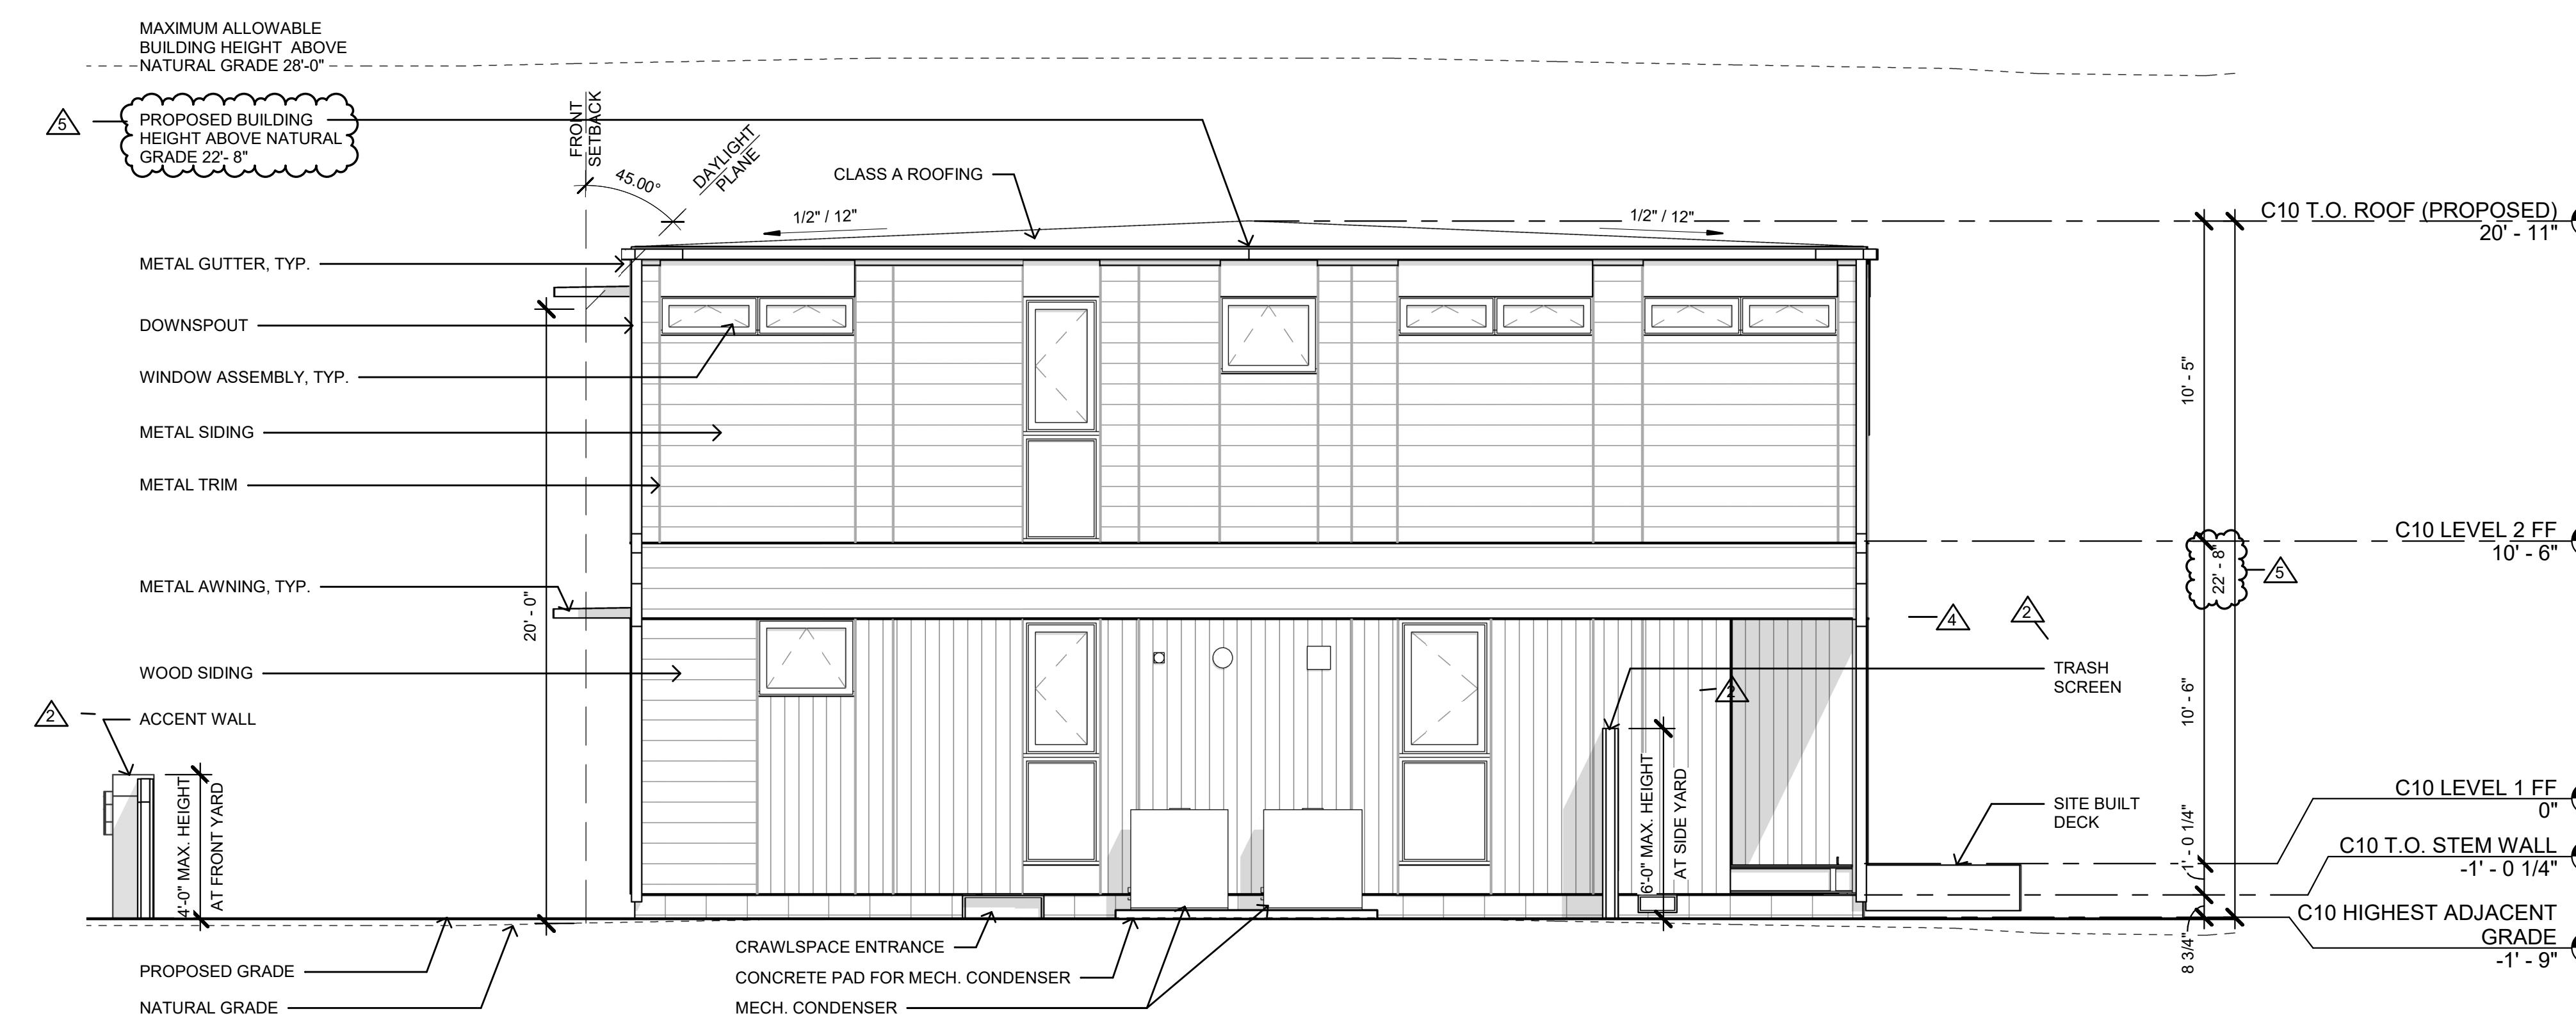 MAXIMUM ALLOWABLE
BUILDING HEIGHT ABOVE
NATURAL GRADE 28'-0"
5
PROPOSED BUILDING
HEIGHT ABOVE NATURAL
GRADE 22'- 8"
FRONT
SETBACK
45.00°
DAYLIGHT
PLANE
CLASS A ROOFING
1/2" / 12"
1/2" / 12"
C10 T.O. ROOF (PROPOSED)
20' - 11"
METAL GUTTER, TYP.
DOWNSPOUT
WINDOW ASSEMBLY, TYP.
METAL SIDING
METAL TRIM
METAL AWNING, TYP.
WOOD SIDING
2
ACCENT WALL
20' - 0"
4'-0" MAX. HEIGHT
AT FRONT YARD
PROPOSED GRADE
NATURAL GRADE
CRAWLSPACE ENTRANCE
CONCRETE PAD FOR MECH. CONDENSER
MECH. CONDENSER
6'-0" MAX. HEIGHT
AT SIDE YARD
2
4
2
TRASH
SCREEN
SITE BUILT
DECK
10' - 5"
22' - 8"
5
10' - 6"
1' - 0 1/4"
8 3/4"
C10 LEVEL 2 FF
10' - 6"
C10 LEVEL 1 FF
0"
C10 T.O. STEM WALL
-1' - 0 1/4"
C10 HIGHEST ADJACENT
GRADE
-1' - 9"